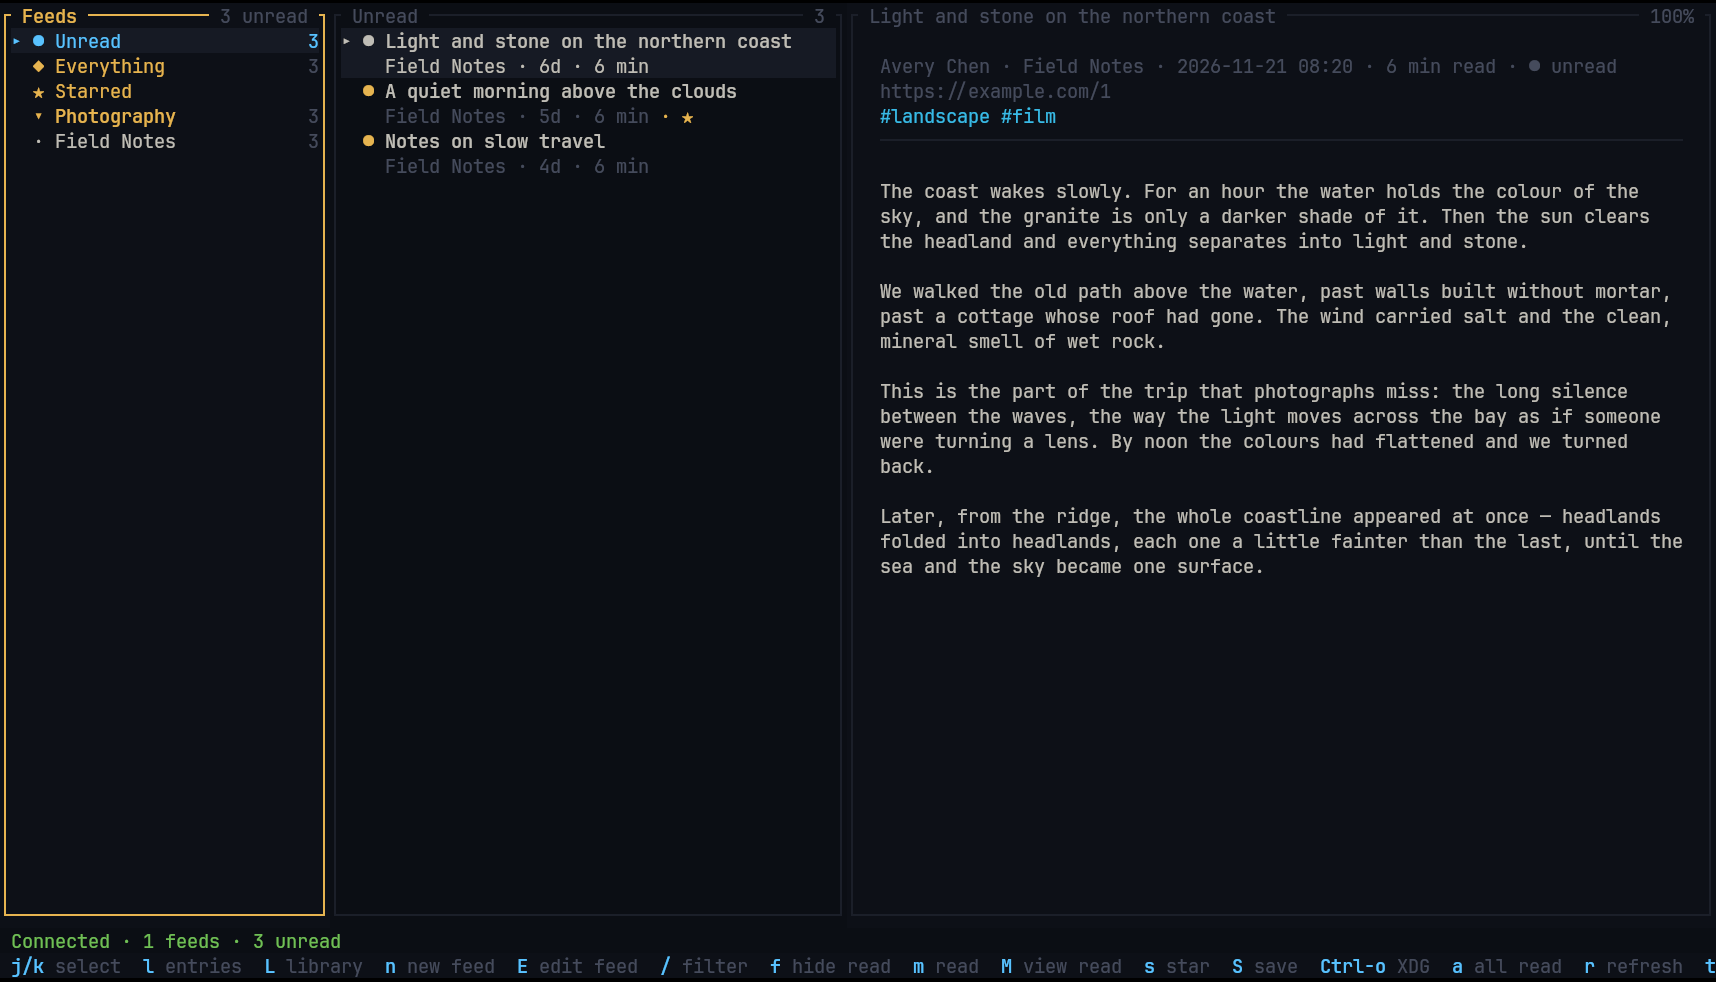 Feeds 3 unread
▸ ● Unread 3
◆ Everything 3
★ Starred
▾ Photography 3
· Field Notes 3
Unread 3
▸ ● Light and stone on the northern coast
Field Notes · 6d · 6 min
● A quiet morning above the clouds
Field Notes · 5d · 6 min · ★
● Notes on slow travel
Field Notes · 4d · 6 min
Light and stone on the northern coast 100%
Avery Chen · Field Notes · 2026-11-21 08:20 · 6 min read · ● unread
https://example.com/1
#landscape #film
The coast wakes slowly. For an hour the water holds the colour of the
sky, and the granite is only a darker shade of it. Then the sun clears
the headland and everything separates into light and stone.
We walked the old path above the water, past walls built without mortar,
past a cottage whose roof had gone. The wind carried salt and the clean,
mineral smell of wet rock.
This is the part of the trip that photographs miss: the long silence
between the waves, the way the light moves across the bay as if someone
were turning a lens. By noon the colours had flattened and we turned
back.
Later, from the ridge, the whole coastline appeared at once — headlands
folded into headlands, each one a little fainter than the last, until the
sea and the sky became one surface.
Connected · 1 feeds · 3 unread
j/k select l entries L library n new feed E edit feed / filter f hide read m read M view read s star S save Ctrl-o XDG a all read r refresh t